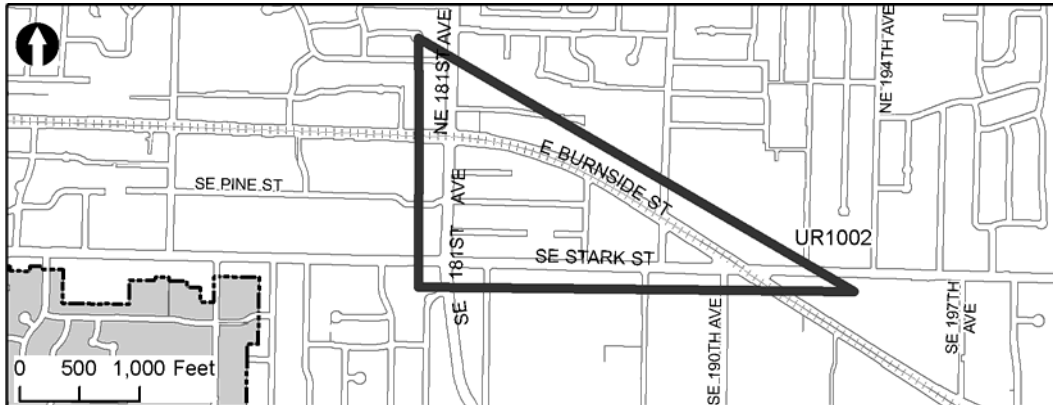 NE 181ST AVE
NE 194TH AVE
E BURNSIDE ST
SE PINE ST
SE 181ST AVE
UR1002
SE STARK ST
SE 190TH AVE
SE 197TH
AVE
0 500 1,000 Feet